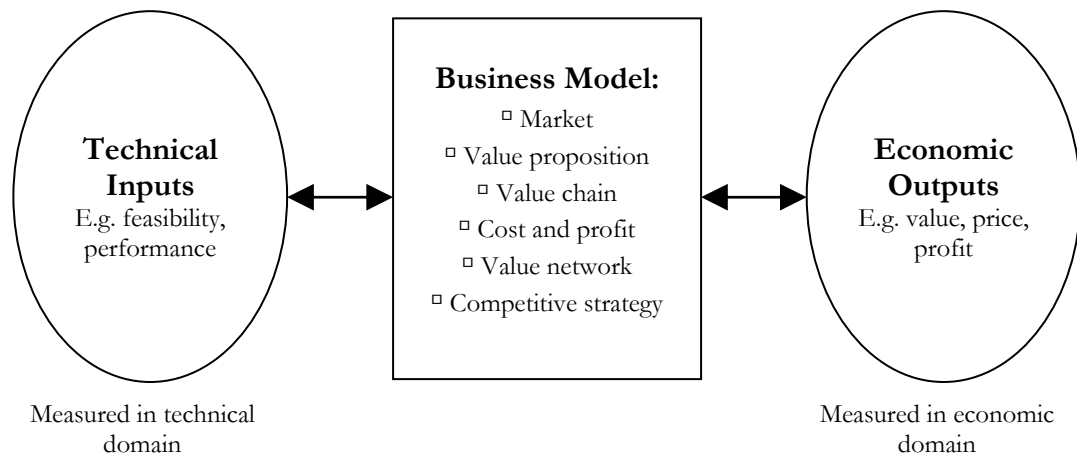 Technical
Inputs
E.g. feasibility,
performance
Measured in technical
domain
Business Model:
▫ Market
▫ Value proposition
▫ Value chain
▫ Cost and profit
▫ Value network
▫ Competitive strategy
Economic
Outputs
E.g. value, price,
profit
Measured in economic
domain